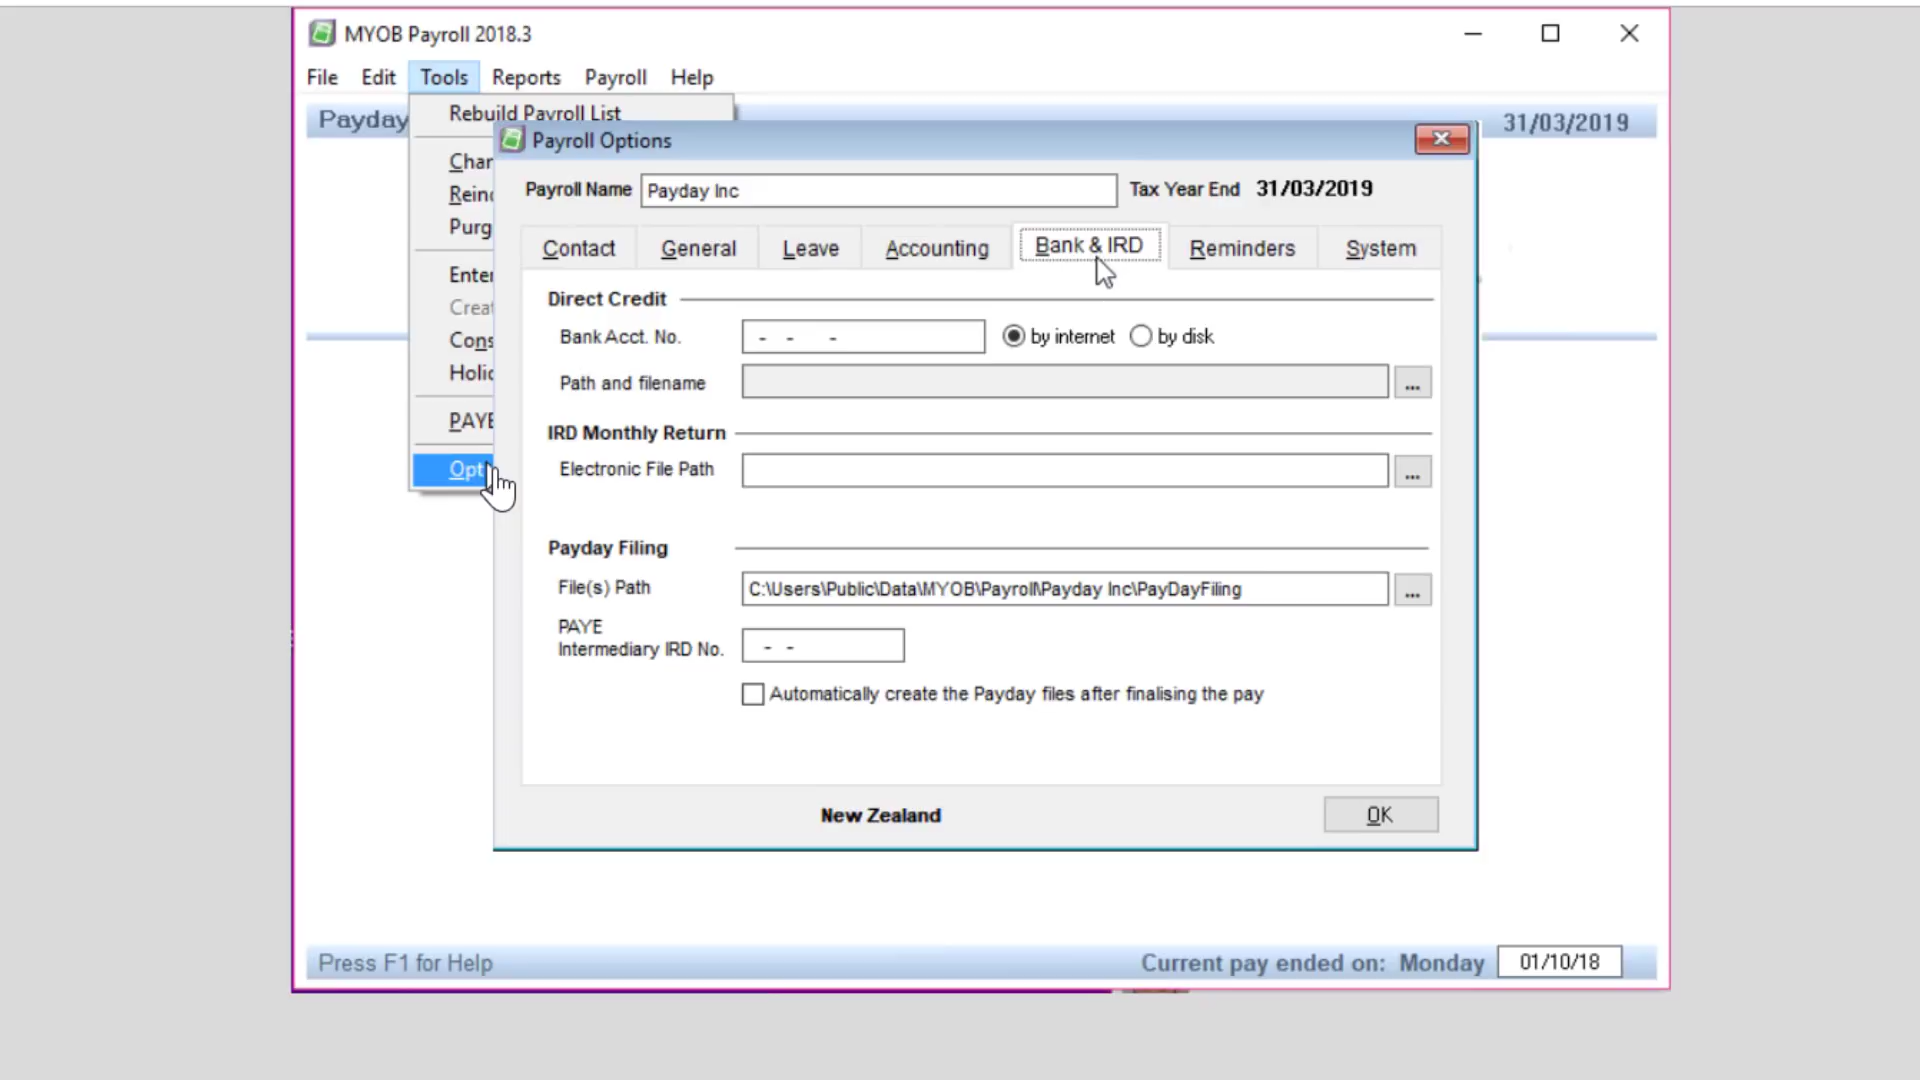 MYOB Payroll 2018.3
File Edit Tools Reports Payroll Help
Payday
31/03/2019
Rebuild Payroll List
Payroll Options
Payroll Name Payday Inc Tax Year End 31/03/2019
Contact General Leave Accounting Bank & IRD Reminders System
Direct Credit
Bank Acct. No. - - - by internet by disk
Path and filename ...
IRD Monthly Return
Electronic File Path ...
Payday Filing
File(s) Path C:\Users\Public\Data\MYOB\Payroll\Payday Inc\PayDayFiling ...
PAYE
Intermediary IRD No. - -
Automatically create the Payday files after finalising the pay
New Zealand
OK
Press F1 for Help
Current pay ended on: Monday 01/10/18